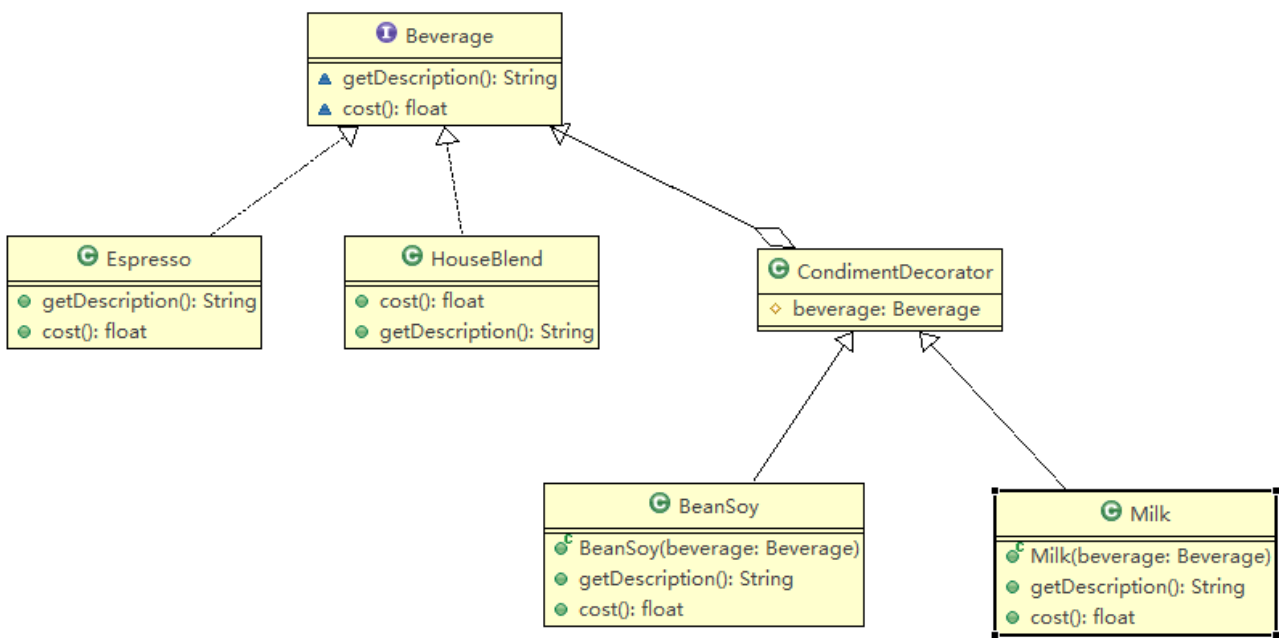 I Beverage
getDescription(): String
cost(): float
C Espresso
getDescription(): String
cost(): float
C HouseBlend
cost(): float
getDescription(): String
C CondimentDecorator
beverage: Beverage
C BeanSoy
C BeanSoy(beverage: Beverage)
getDescription(): String
cost(): float
C Milk
C Milk(beverage: Beverage)
getDescription(): String
cost(): float